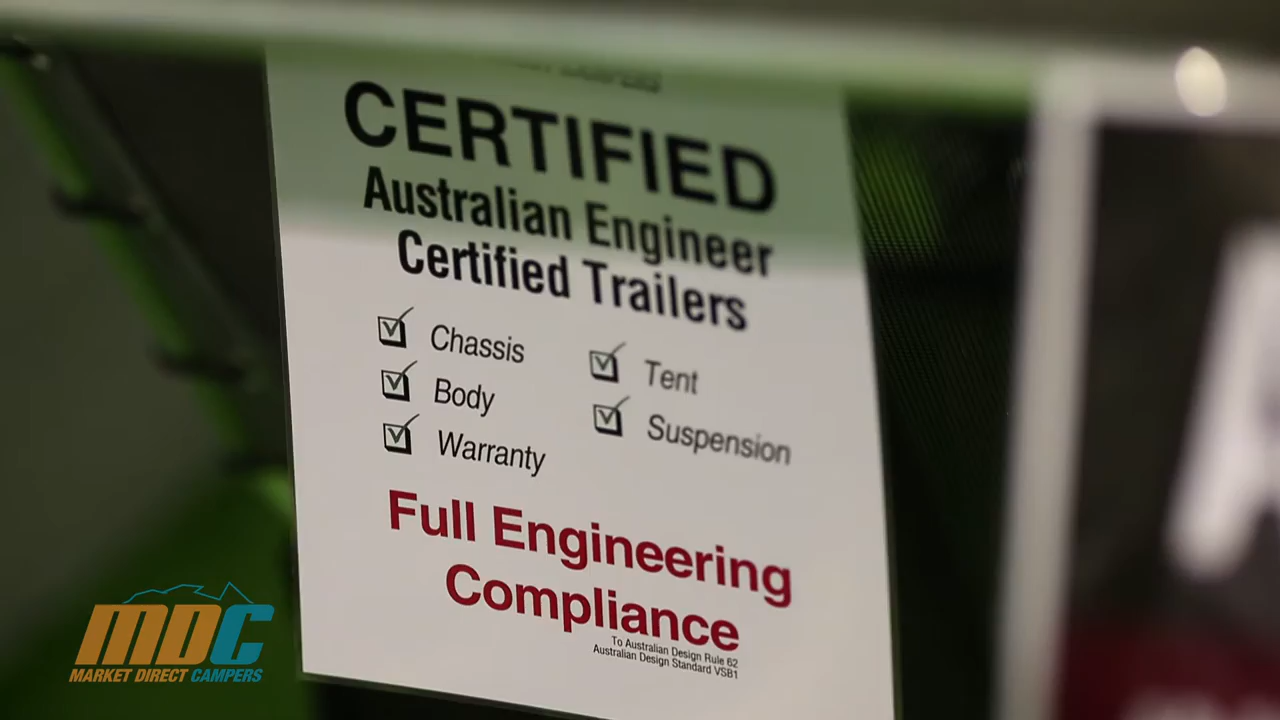 CERTIFIED
Australian Engineer
Certified Trailers
Chassis
Body
Warranty
Tent
Suspension
Full Engineering
Compliance
To Australian Design Rule 62
Australian Design Standard VSB1
MDC
MARKET DIRECT CAMPERS